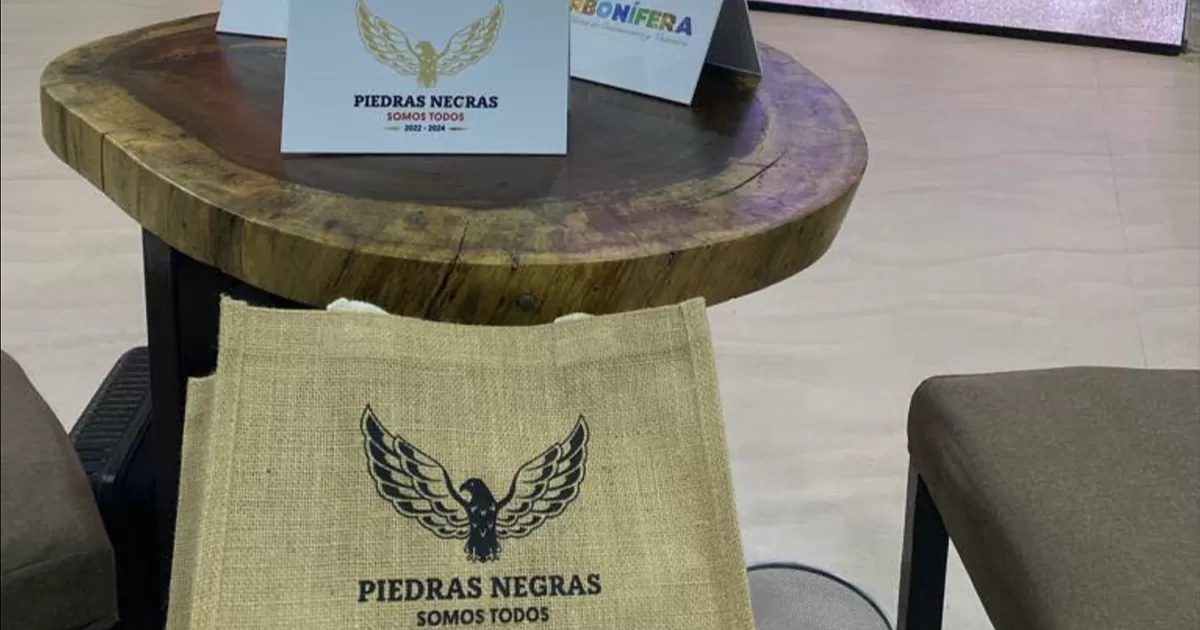 PIEDRAS NEGRAS
SOMOS TODOS
2022 - 2024
RBONÍFERA
PIEDRAS NEGRAS
SOMOS TODOS